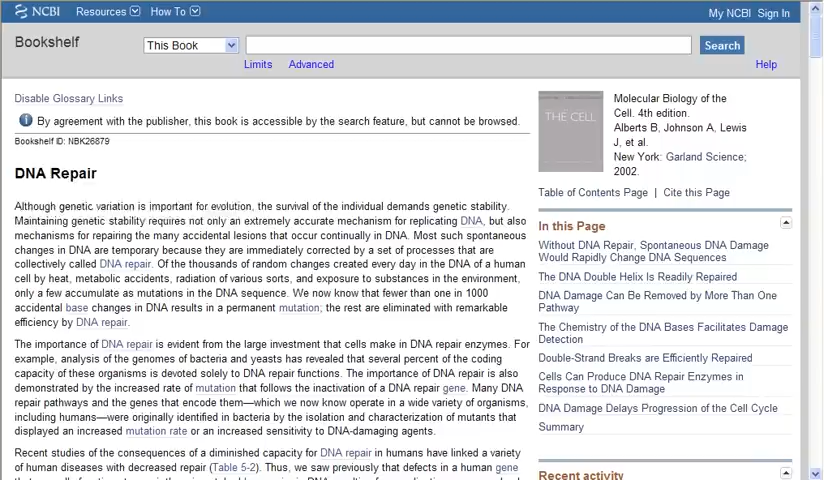 NCBI Resources How To My NCBI Sign In
Bookshelf This Book Search
Limits Advanced Help
Disable Glossary Links
By agreement with the publisher, this book is accessible by the search feature, but cannot be browsed.
Bookshelf ID: NBK26879
DNA Repair
Although genetic variation is important for evolution, the survival of the individual demands genetic stability.
Maintaining genetic stability requires not only an extremely accurate mechanism for replicating DNA, but also
mechanisms for repairing the many accidental lesions that occur continually in DNA. Most such spontaneous
changes in DNA are temporary because they are immediately corrected by a set of processes that are
collectively called DNA repair. Of the thousands of random changes created every day in the DNA of a human
cell by heat, metabolic accidents, radiation of various sorts, and exposure to substances in the environment,
only a few accumulate as mutations in the DNA sequence. We now know that fewer than one in 1000
accidental base changes in DNA results in a permanent mutation; the rest are eliminated with remarkable
efficiency by DNA repair.
The importance of DNA repair is evident from the large investment that cells make in DNA repair enzymes. For
example, analysis of the genomes of bacteria and yeasts has revealed that several percent of the coding
capacity of these organisms is devoted solely to DNA repair functions. The importance of DNA repair is also
demonstrated by the increased rate of mutation that follows the inactivation of a DNA repair gene. Many DNA
repair pathways and the genes that encode them—which we now know operate in a wide variety of organisms,
including humans—were originally identified in bacteria by the isolation and characterization of mutants that
displayed an increased mutation rate or an increased sensitivity to DNA-damaging agents.
Recent studies of the consequences of a diminished capacity for DNA repair in humans have linked a variety
of human diseases with decreased repair (Table 5-2). Thus, we saw previously that defects in a human gene
THE CELL
Molecular Biology of the
Cell. 4th edition.
Alberts B, Johnson A, Lewis
J, et al.
New York: Garland Science;
2002.
Table of Contents Page | Cite this Page
In this Page
Without DNA Repair, Spontaneous DNA Damage
Would Rapidly Change DNA Sequences
The DNA Double Helix Is Readily Repaired
DNA Damage Can Be Removed by More Than One
Pathway
The Chemistry of the DNA Bases Facilitates Damage
Detection
Double-Strand Breaks are Efficiently Repaired
Cells Can Produce DNA Repair Enzymes in
Response to DNA Damage
DNA Damage Delays Progression of the Cell Cycle
Summary
Recent activity